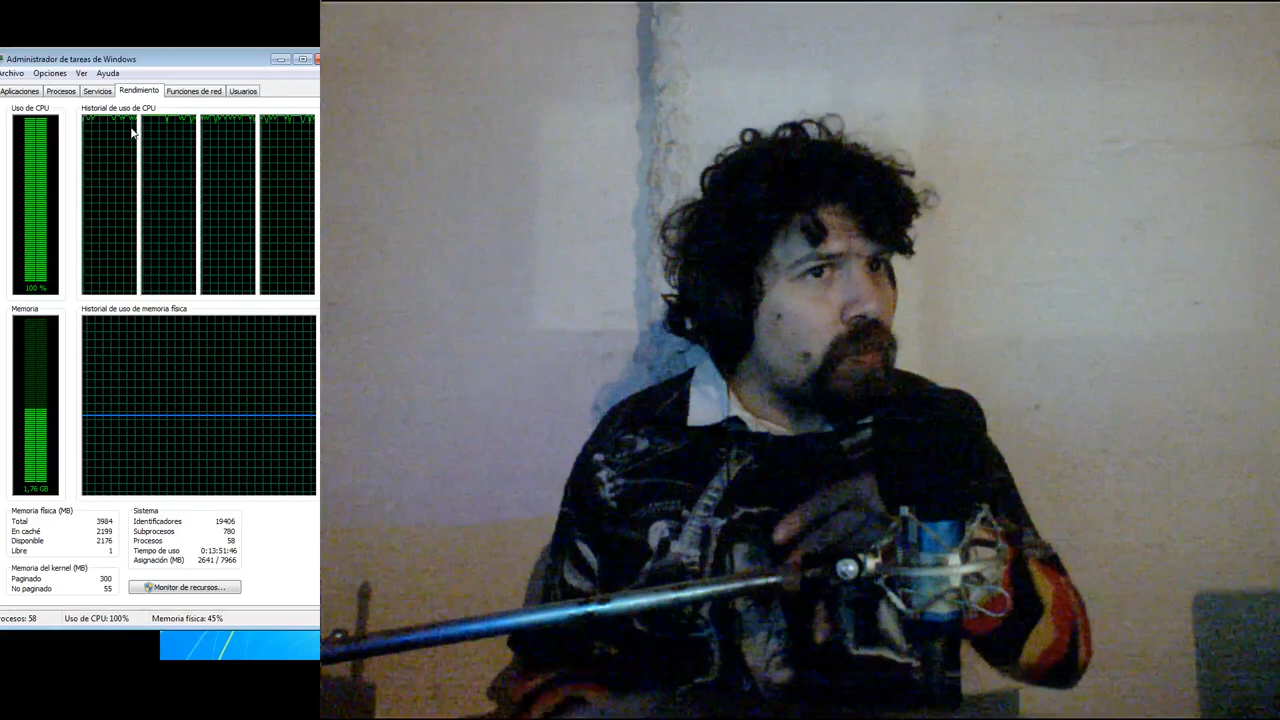 Administrador de tareas de Windows
Archivo Opciones Ver Ayuda
Aplicaciones Procesos Servicios Rendimiento Funciones de red Usuarios
Uso de CPU Historial de uso de CPU
100 %
Memoria Historial de uso de memoria física
1,76 GB
Memoria física (MB)
Total 3984
En caché 2199
Disponible 2176
Libre 1
Memoria del kernel (MB)
Paginado 300
No paginado 55
Sistema
Identificadores 19406
Subprocesos 780
Procesos 58
Tiempo de uso 0:13:51:46
Asignación (MB) 2641 / 7966
Monitor de recursos...
rocesos: 58 Uso de CPU: 100% Memoria física: 45%